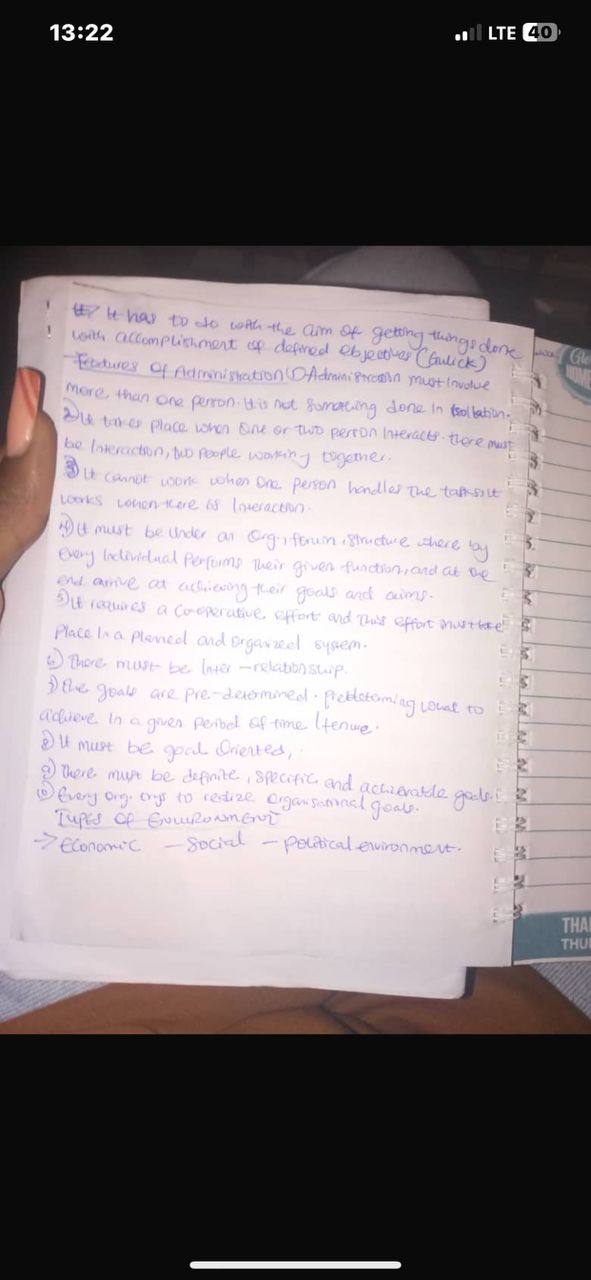 13:22
LTE 40
It has to do with the aim of getting things done
with accomplishment of defined objectives (Gulick)
Features of Administration ① Administration must involve
more than one person. It is not something done in
② It takes place when one or two person Interacts. there must
be Interaction, two people working together.
③ It cannot work when one person handles the tasks. It
works when there is Interaction.
④ It must be under an Org., forum, structure where by
every Individual performs their given function, and at the
end arrive at achieving their goals and aims.
⑤ It requires a co-operative effort and this effort must take
Place In a planned and organized system.
⑥ There must be Inter-relationship.
⑦ the goals are pre-determined. what to
achieve In a given period of time / tenure.
⑧ It must be goal Oriented,
⑨ There must be definite, specific and achievable goals.
⑩ Every Org. trys to realize organisational goals.
TYPES OF ENVIRONMENT
→ Economic - Social - political environment.
THA
THU